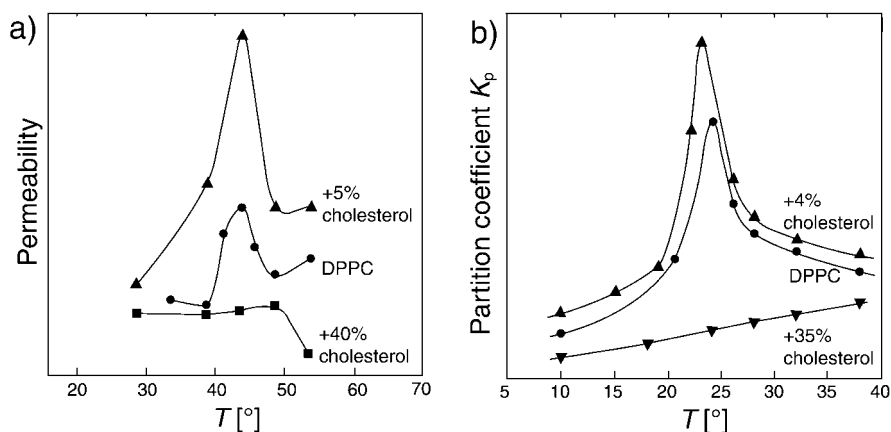 a)
Permeability
+5%
cholesterol
DPPC
+40%
cholesterol
20 30 40 50 60 70
T [°]
b)
Partition coefficient Kp
+4%
cholesterol
DPPC
+35%
cholesterol
5 10 15 20 25 30 35 40
T [°]